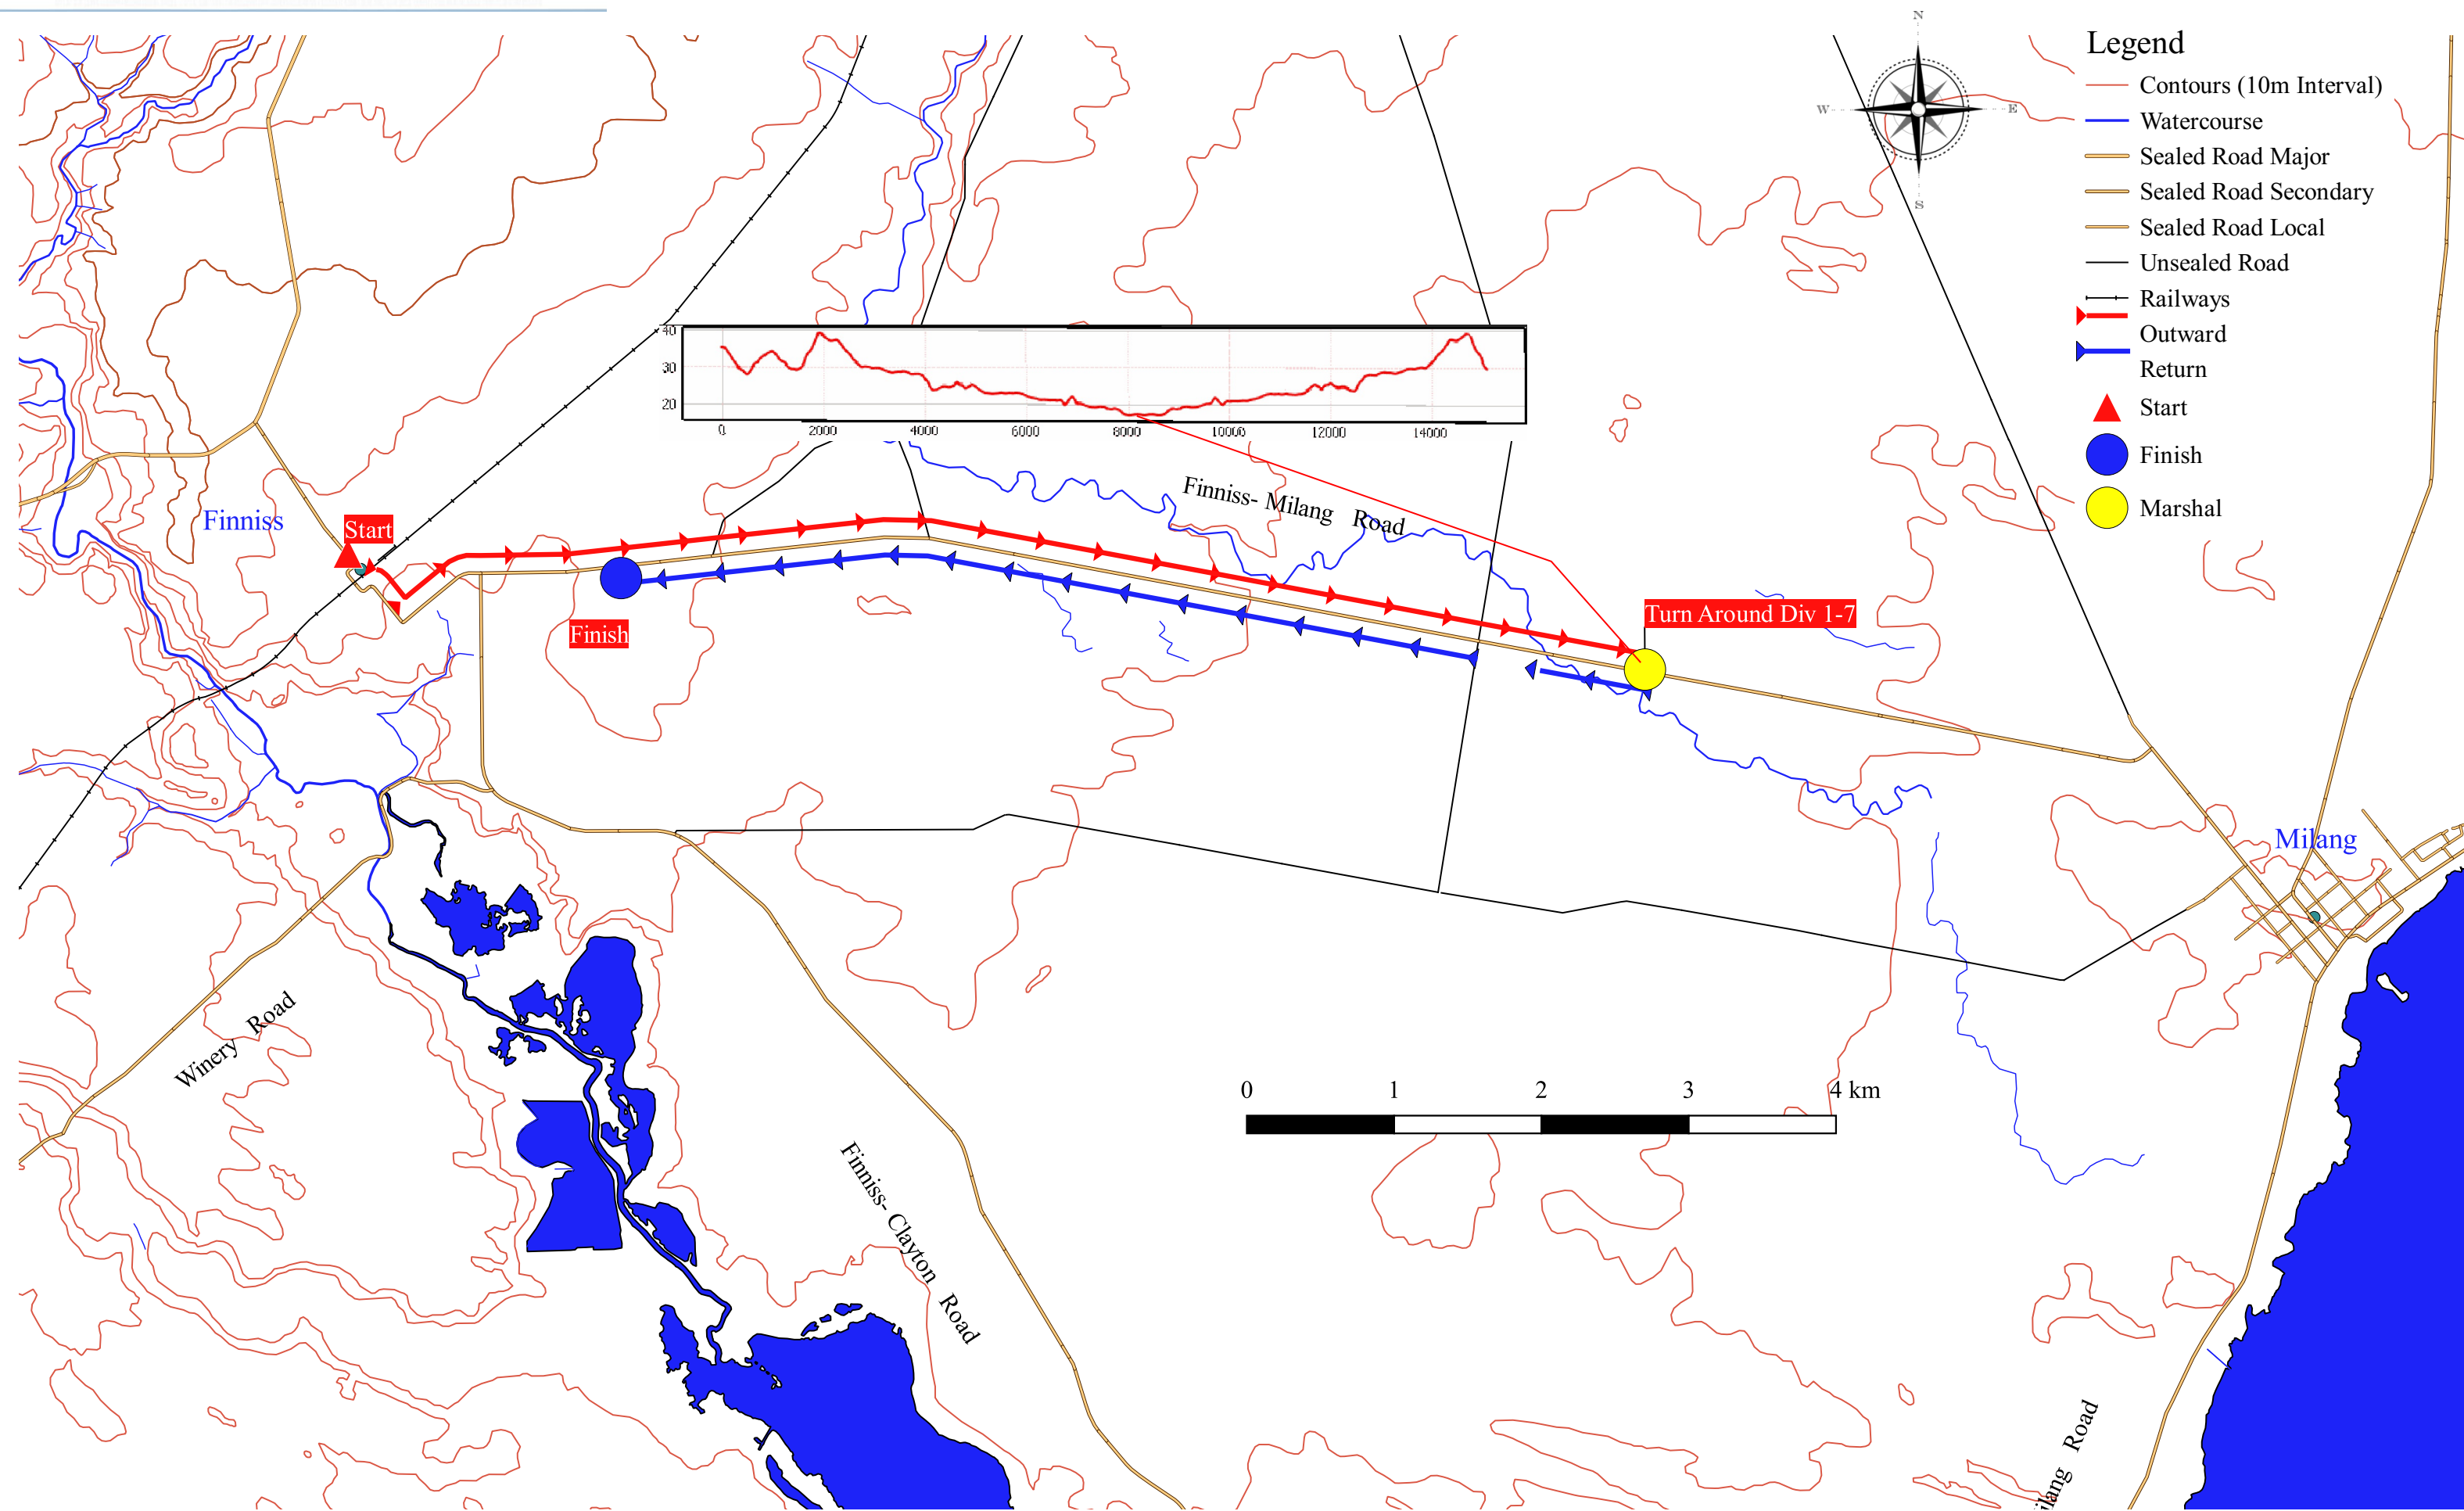 N
W
E
S
Legend
Contours (10m Interval)
Watercourse
Sealed Road Major
Sealed Road Secondary
Sealed Road Local
Unsealed Road
Railways
Outward
Return
Start
Finish
Marshal
40
30
20
0
2000
4000
6000
8000
10000
12000
14000
Finniss- Milang Road
Finniss
Start
Finish
Turn Around Div 1-7
Milang
Winery Road
0 1 2 3 4 km
Finniss- Clayton Road
ilang Road